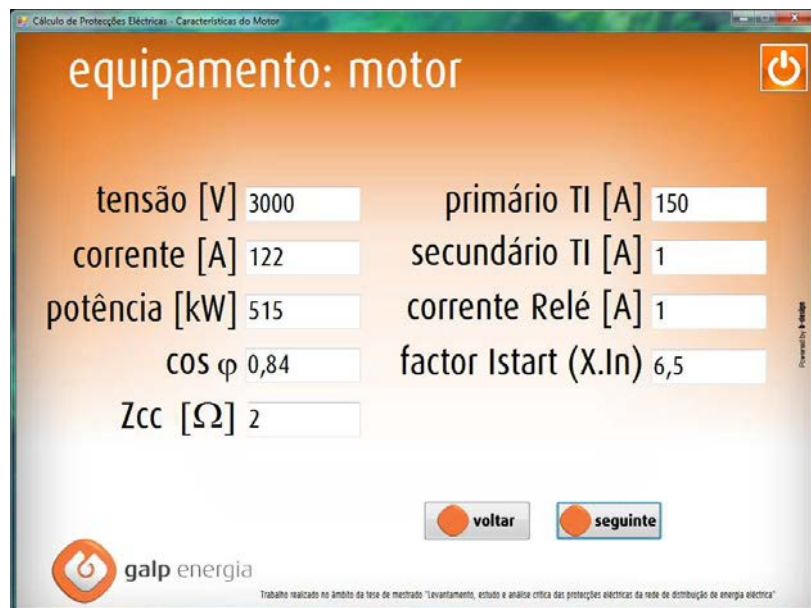 Cálculo de Protecções Eléctricas - Características do Motor
equipamento: motor
tensão [V] 3000
corrente [A] 122
potência [kW] 515
cos φ 0,84
Zcc [Ω] 2
primário TI [A] 150
secundário TI [A] 1
corrente Relé [A] 1
factor Istart (X.In) 6,5
Powered by b-design
voltar
seguinte
galp energia
Trabalho realizado no âmbito da tese de mestrado "Levantamento, estudo e análise crítica das protecções eléctricas da rede de distribuição de energia eléctrica"